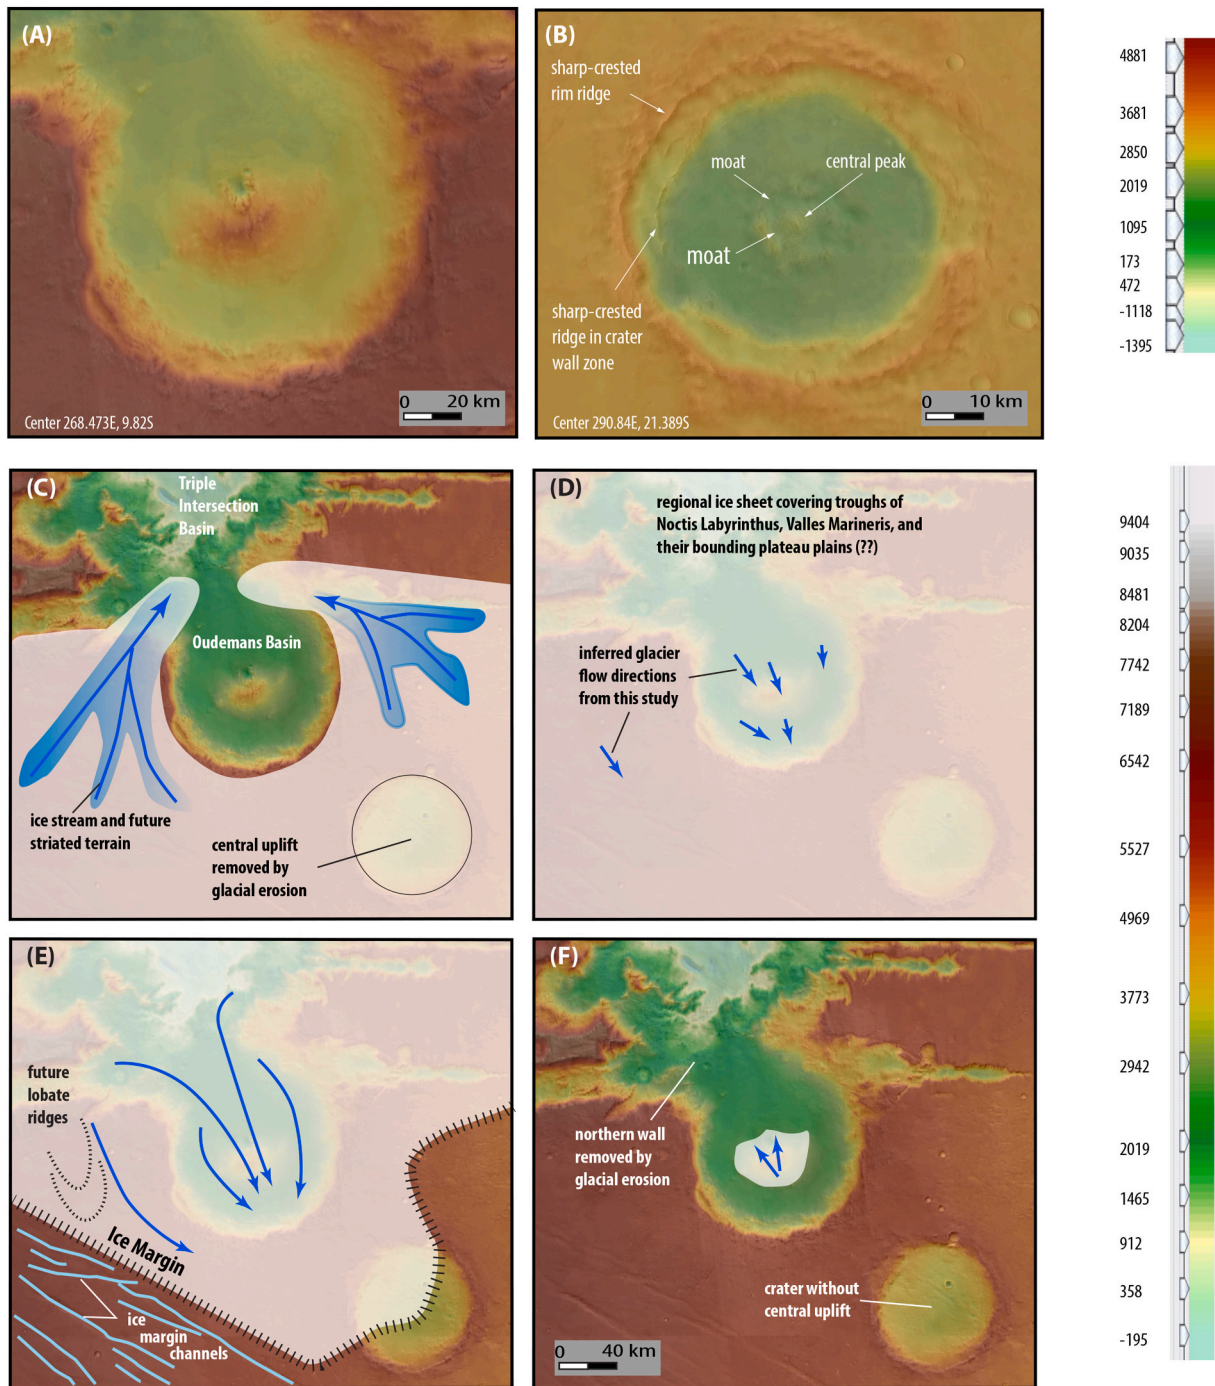 (A)
Center 268.473E, 9.82S
0 20 km
(B)
sharp-crested
rim ridge
moat
central peak
moat
sharp-crested
ridge in crater
wall zone
Center 290.84E, 21.389S
0 10 km
4881
3681
2850
2019
1095
173
472
-1118
-1395
(C)
Triple
Intersection
Basin
Oudemans Basin
ice stream and future
striated terrain
central uplift
removed by
glacial erosion
(D)
regional ice sheet covering troughs of
Noctis Labyrinthus, Valles Marineris, and
their bounding plateau plains (??)
inferred glacier
flow directions
from this study
(E)
future
lobate
ridges
Ice Margin
ice
margin
channels
(F)
northern wall
removed by
glacial erosion
crater without
central uplift
0 40 km
9404
9035
8481
8204
7742
7189
6542
5527
4969
3773
2942
2019
1465
912
358
-195